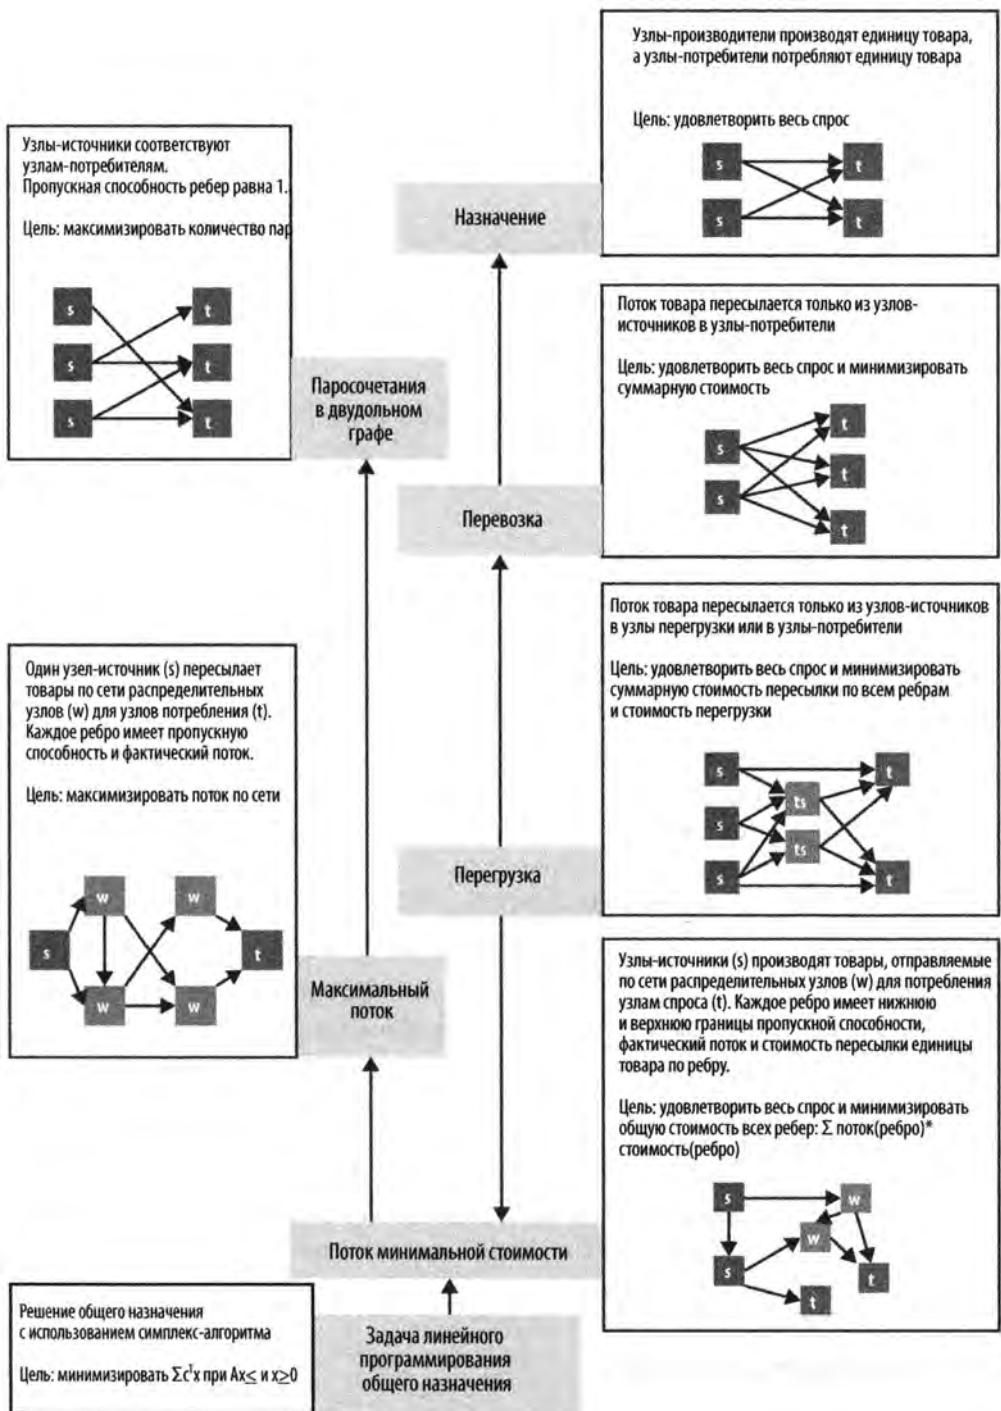 Узлы-производители производят единицу товара,
а узлы-потребители потребляют единицу товара
Цель: удовлетворить весь спрос
s
t
s
t
Назначение
Узлы-источники соответствуют
узлам-потребителям.
Пропускная способность ребер равна 1.
Цель: максимизировать количество пар
s
t
s
t
s
t
Паросочетания
в двудольном
графе
Поток товара пересылается только из узлов-
источников в узлы-потребители
Цель: удовлетворить весь спрос и минимизировать
суммарную стоимость
t
s
t
s
t
Перевозка
Поток товара пересылается только из узлов-источников
в узлы перегрузки или в узлы-потребители
Цель: удовлетворить весь спрос и минимизировать
суммарную стоимость пересылки по всем ребрам
и стоимость перегрузки
s
t
ts
s
ts
s
t
Перегрузка
Один узел-источник (s) пересылает
товары по сети распределительных
узлов (w) для узлов потребления (t).
Каждое ребро имеет пропускную
способность и фактический поток.
Цель: максимизировать поток по сети
w
w
s
t
w
w
Максимальный
поток
Узлы-источники (s) производят товары, отправляемые
по сети распределительных узлов (w) для потребления
узлам спроса (t). Каждое ребро имеет нижнюю
и верхнюю границы пропускной способности,
фактический поток и стоимость пересылки единицы
товара по ребру.
Цель: удовлетворить весь спрос и минимизировать
общую стоимость всех ребер: Σ поток(ребро)*
стоимость(ребро)
s
w
w
s
t
t
Поток минимальной стоимости
Решение общего назначения
с использованием симплекс-алгоритма
Цель: минимизировать Σcᵗx при Ax≤ и x≥0
Задача линейного
программирования
общего назначения